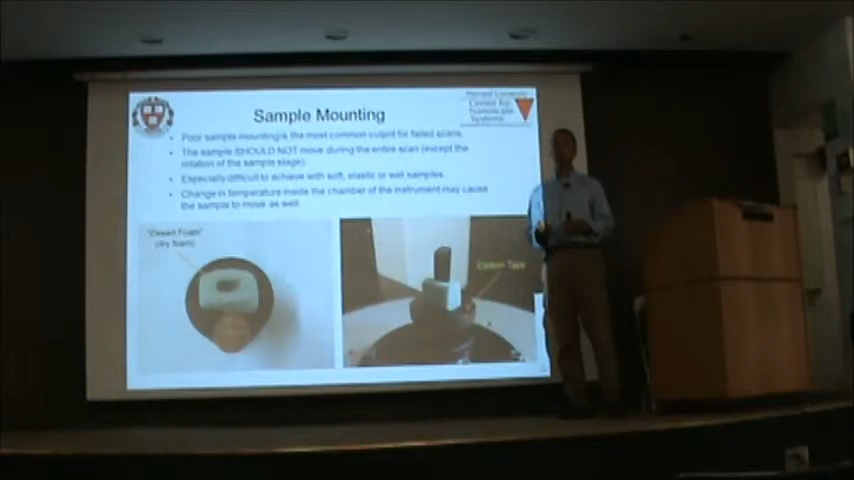 Harvard University
Center for
Nanoscale
Systems
Sample Mounting
• Poor sample mounting is the most common culprit for failed scans.
• The sample SHOULD NOT move during the entire scan (except the
rotation of the sample stage)
• Especially difficult to achieve with soft, elastic or wet samples.
• Change in temperature inside the chamber of the instrument may cause
the sample to move as well.
"Desert Foam"
(dry foam)
Carbon Tape